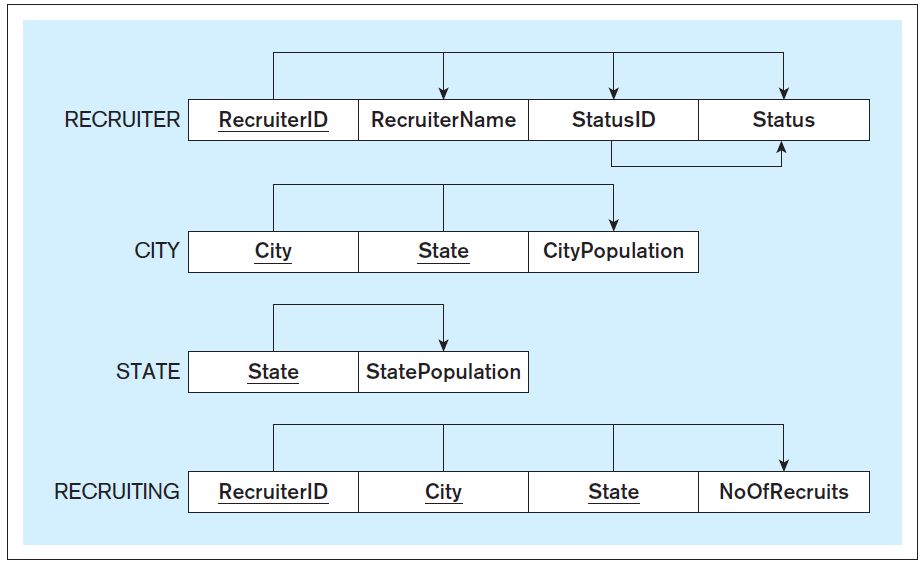 RECRUITER RecruiterID RecruiterName StatusID Status
CITY City State CityPopulation
STATE State StatePopulation
RECRUITING RecruiterID City State NoOfRecruits